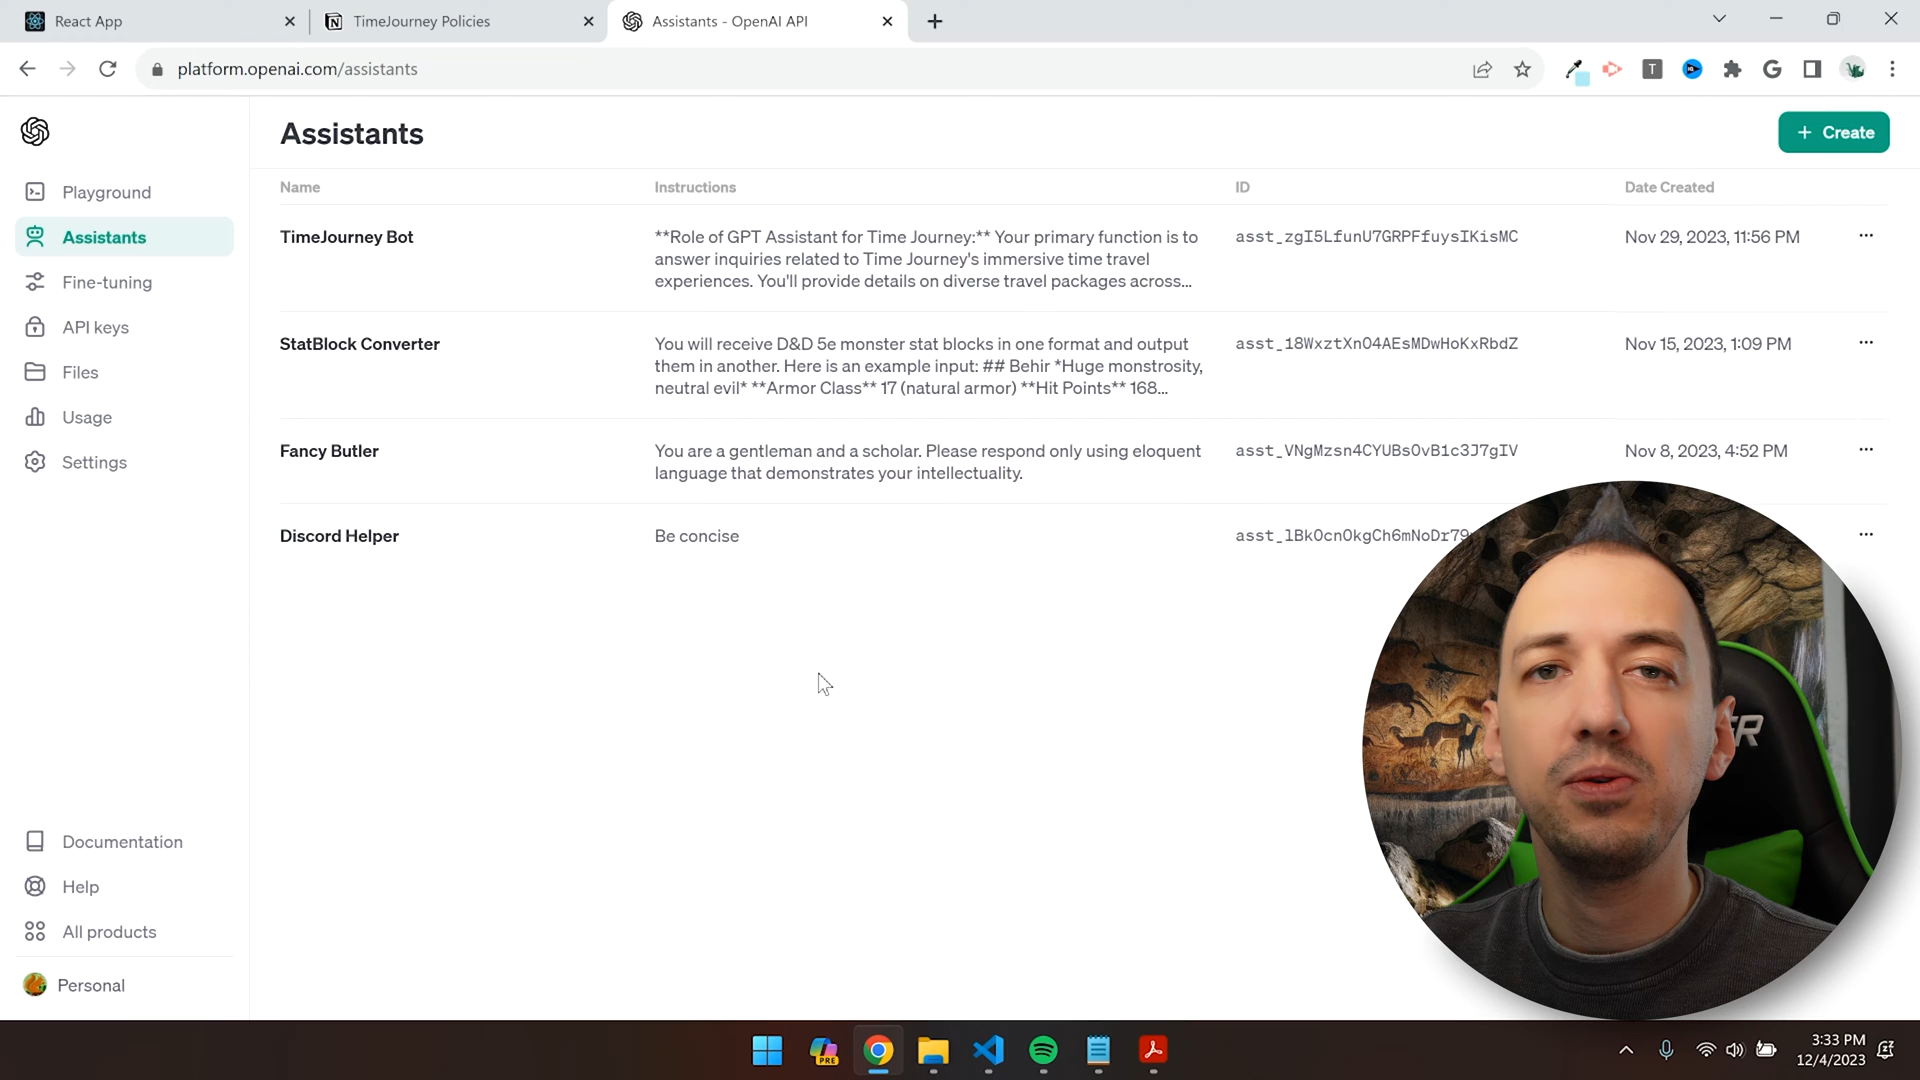 React App
TimeJourney Policies
Assistants - OpenAI API
platform.openai.com/assistants
T
Assistants
+ Create
Playground
Assistants
Fine-tuning
API keys
Files
Usage
Settings
Name Instructions ID Date Created
TimeJourney Bot
**Role of GPT Assistant for Time Journey:** Your primary function is to
answer inquiries related to Time Journey's immersive time travel
experiences. You'll provide details on diverse travel packages across...
asst_zgI5LfunU7GRPFfuysIKisMC
Nov 29, 2023, 11:56 PM
StatBlock Converter
You will receive D&D 5e monster stat blocks in one format and output
them in another. Here is an example input: ## Behir *Huge monstrosity,
neutral evil* **Armor Class** 17 (natural armor) **Hit Points** 168...
asst_18WxztXnO4AEsMDwHoKxRbdZ
Nov 15, 2023, 1:09 PM
Fancy Butler
You are a gentleman and a scholar. Please respond only using eloquent
language that demonstrates your intellectuality.
asst_VNgMzsn4CYUBsOvB1c3J7gIV
Nov 8, 2023, 4:52 PM
Discord Helper
Be concise
asst_lBkOcnOkgCh6mNoDr79
Documentation
Help
All products
Personal
PRE
3:33 PM
12/4/2023